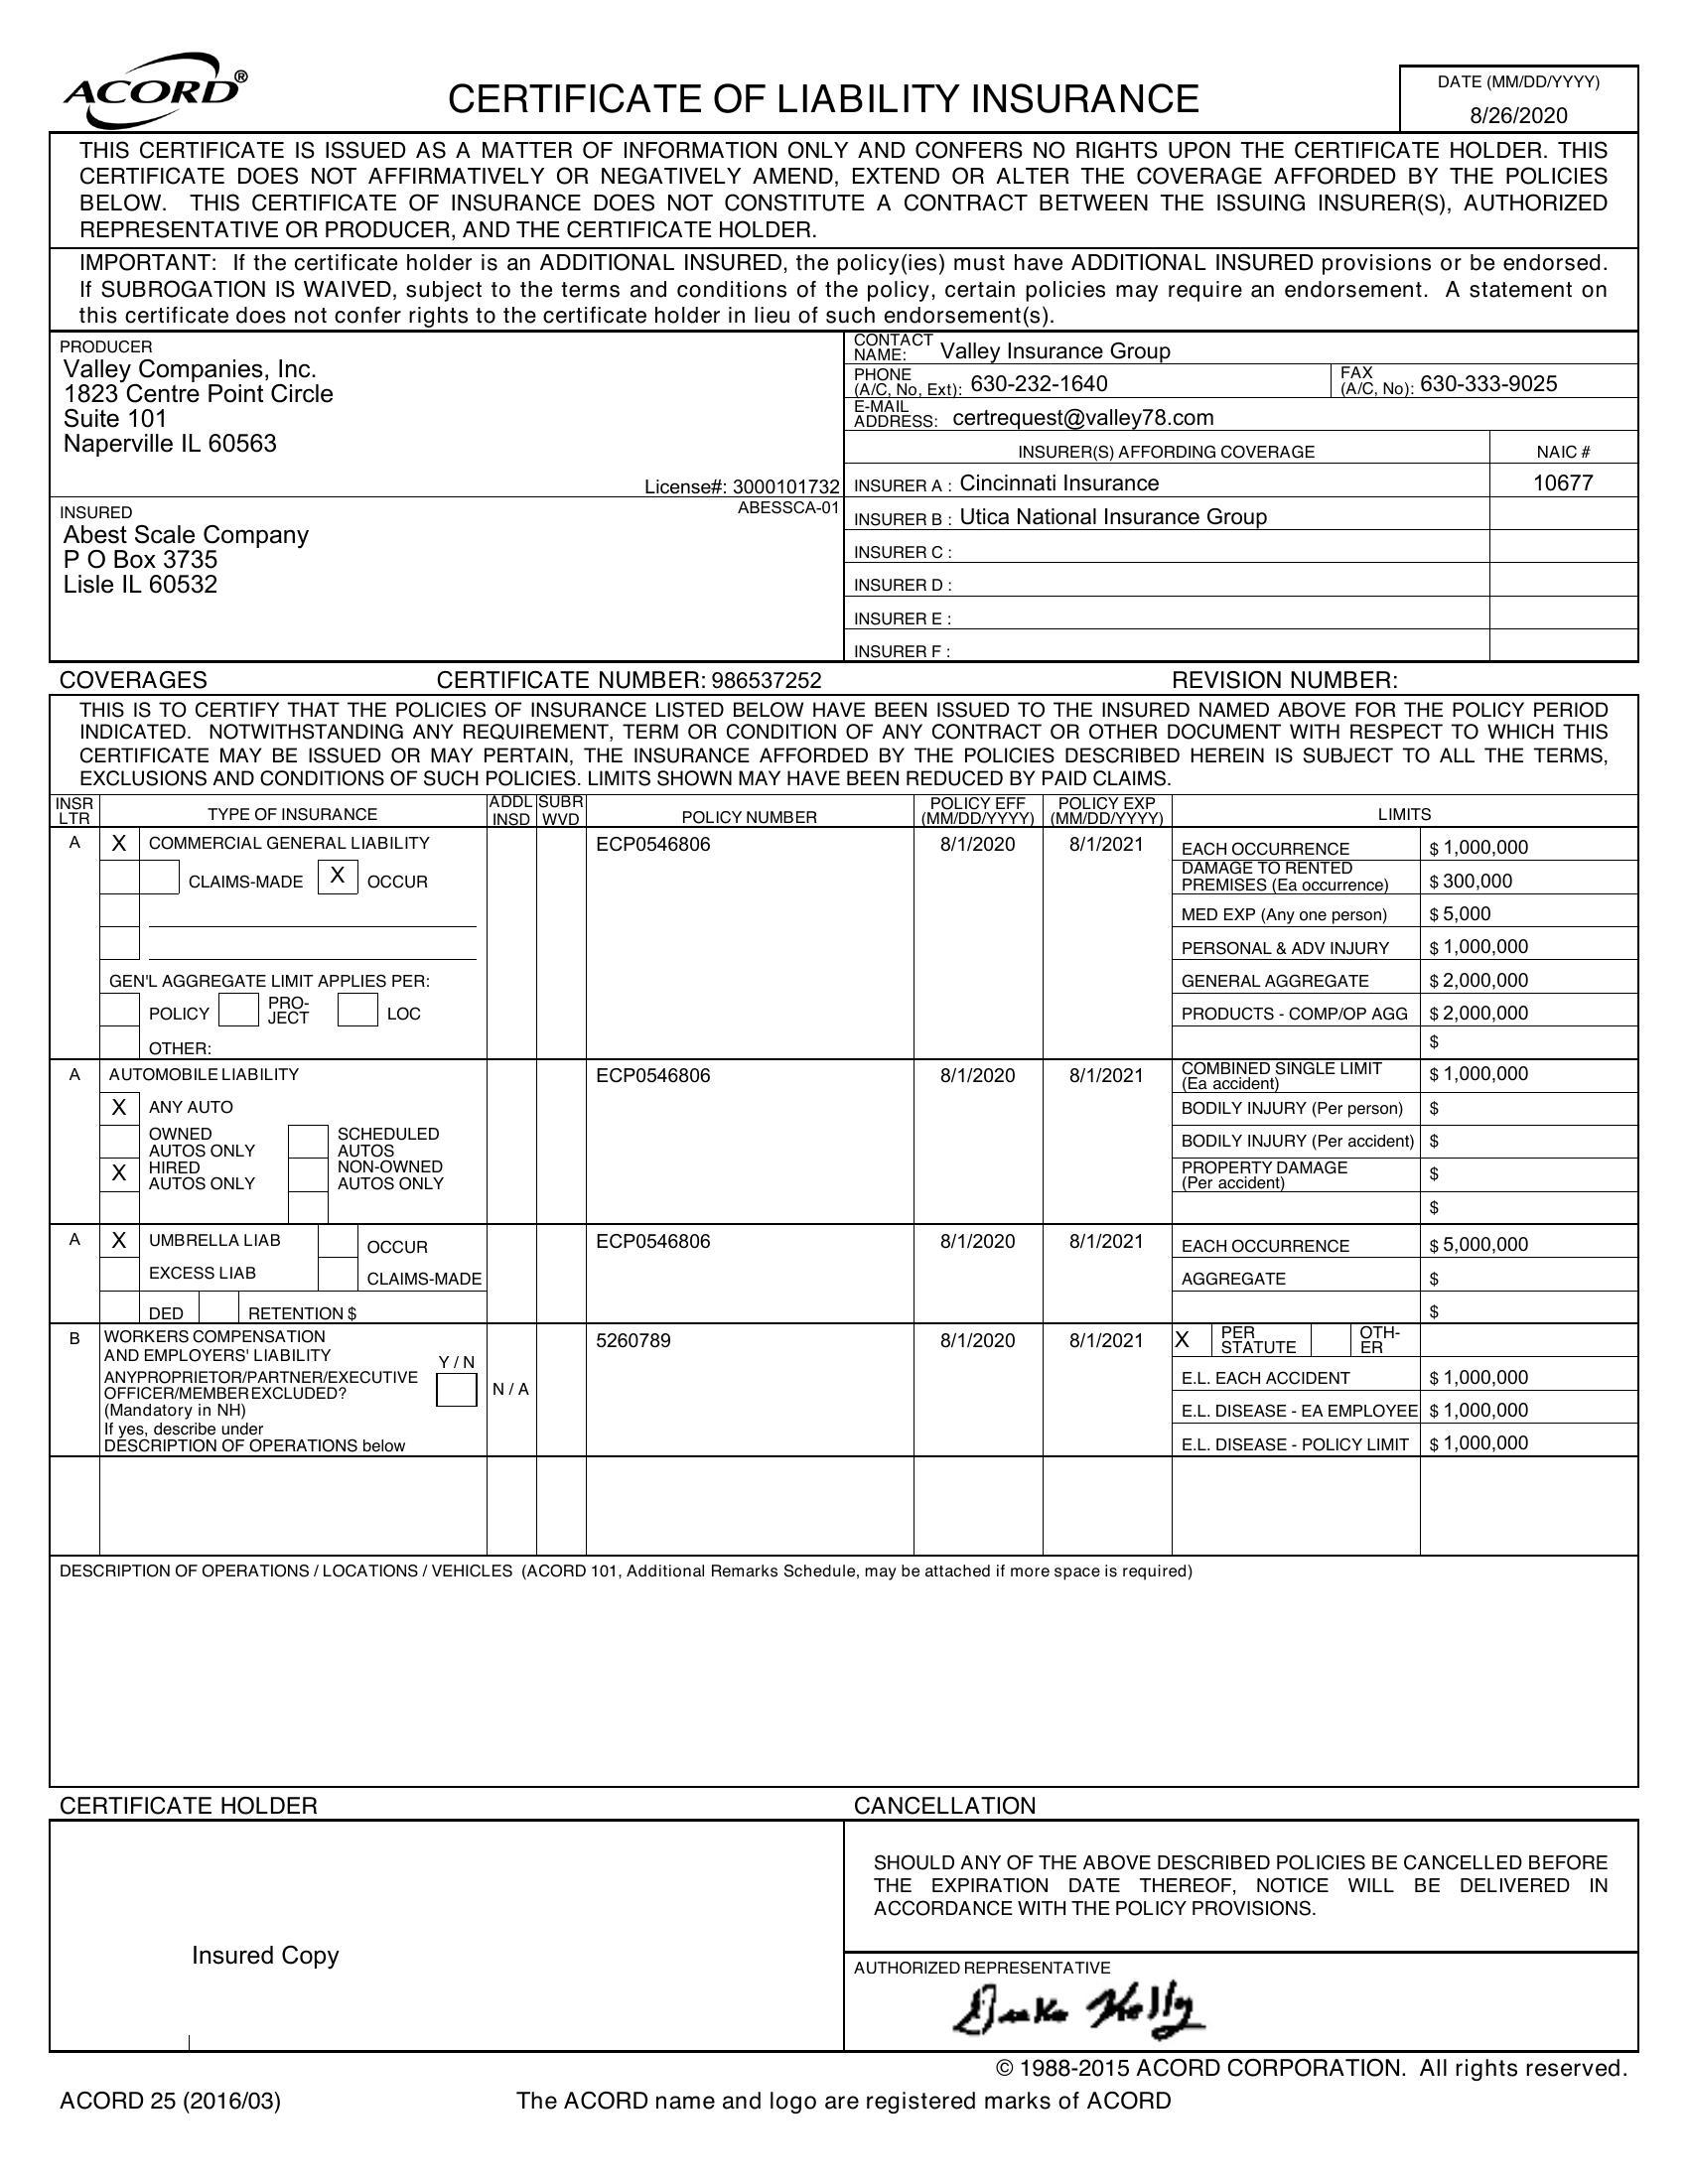 ACORD®
CERTIFICATE OF LIABILITY INSURANCE
DATE (MM/DD/YYYY)
8/26/2020
THIS CERTIFICATE IS ISSUED AS A MATTER OF INFORMATION ONLY AND CONFERS NO RIGHTS UPON THE CERTIFICATE HOLDER. THIS
CERTIFICATE DOES NOT AFFIRMATIVELY OR NEGATIVELY AMEND, EXTEND OR ALTER THE COVERAGE AFFORDED BY THE POLICIES
BELOW. THIS CERTIFICATE OF INSURANCE DOES NOT CONSTITUTE A CONTRACT BETWEEN THE ISSUING INSURER(S), AUTHORIZED
REPRESENTATIVE OR PRODUCER, AND THE CERTIFICATE HOLDER.
IMPORTANT: If the certificate holder is an ADDITIONAL INSURED, the policy(ies) must have ADDITIONAL INSURED provisions or be endorsed.
If SUBROGATION IS WAIVED, subject to the terms and conditions of the policy, certain policies may require an endorsement. A statement on
this certificate does not confer rights to the certificate holder in lieu of such endorsement(s).
PRODUCER
Valley Companies, Inc.
1823 Centre Point Circle
Suite 101
Naperville IL 60563
License#: 3000101732
CONTACT NAME: Valley Insurance Group
PHONE (A/C, No, Ext): 630-232-1640
FAX (A/C, No): 630-333-9025
E-MAIL ADDRESS: certrequest@valley78.com
INSURER(S) AFFORDING COVERAGE NAIC #
INSURER A : Cincinnati Insurance 10677
INSURED
ABESSCA-01
Abest Scale Company
P O Box 3735
Lisle IL 60532
INSURER B : Utica National Insurance Group
INSURER C :
INSURER D :
INSURER E :
INSURER F :
COVERAGES CERTIFICATE NUMBER: 986537252 REVISION NUMBER:
THIS IS TO CERTIFY THAT THE POLICIES OF INSURANCE LISTED BELOW HAVE BEEN ISSUED TO THE INSURED NAMED ABOVE FOR THE POLICY PERIOD
INDICATED. NOTWITHSTANDING ANY REQUIREMENT, TERM OR CONDITION OF ANY CONTRACT OR OTHER DOCUMENT WITH RESPECT TO WHICH THIS
CERTIFICATE MAY BE ISSUED OR MAY PERTAIN, THE INSURANCE AFFORDED BY THE POLICIES DESCRIBED HEREIN IS SUBJECT TO ALL THE TERMS,
EXCLUSIONS AND CONDITIONS OF SUCH POLICIES. LIMITS SHOWN MAY HAVE BEEN REDUCED BY PAID CLAIMS.
INSR LTR TYPE OF INSURANCE ADDL INSD SUBR WVD POLICY NUMBER POLICY EFF (MM/DD/YYYY) POLICY EXP (MM/DD/YYYY) LIMITS
A X COMMERCIAL GENERAL LIABILITY ECP0546806 8/1/2020 8/1/2021 EACH OCCURRENCE $ 1,000,000
CLAIMS-MADE X OCCUR DAMAGE TO RENTED PREMISES (Ea occurrence) $ 300,000
MED EXP (Any one person) $ 5,000
PERSONAL & ADV INJURY $ 1,000,000
GEN'L AGGREGATE LIMIT APPLIES PER: GENERAL AGGREGATE $ 2,000,000
POLICY PRO-JECT LOC PRODUCTS - COMP/OP AGG $ 2,000,000
OTHER: $
A AUTOMOBILE LIABILITY ECP0546806 8/1/2020 8/1/2021 COMBINED SINGLE LIMIT (Ea accident) $ 1,000,000
X ANY AUTO BODILY INJURY (Per person) $
OWNED AUTOS ONLY SCHEDULED AUTOS BODILY INJURY (Per accident) $
X HIRED AUTOS ONLY NON-OWNED AUTOS ONLY PROPERTY DAMAGE (Per accident) $
$
A X UMBRELLA LIAB OCCUR ECP0546806 8/1/2020 8/1/2021 EACH OCCURRENCE $ 5,000,000
EXCESS LIAB CLAIMS-MADE AGGREGATE $
DED RETENTION $ $
B WORKERS COMPENSATION AND EMPLOYERS' LIABILITY Y / N 5260789 8/1/2020 8/1/2021 X PER STATUTE OTH-ER
ANYPROPRIETOR/PARTNER/EXECUTIVE OFFICER/MEMBER EXCLUDED? N / A E.L. EACH ACCIDENT $ 1,000,000
(Mandatory in NH) E.L. DISEASE - EA EMPLOYEE $ 1,000,000
If yes, describe under DESCRIPTION OF OPERATIONS below E.L. DISEASE - POLICY LIMIT $ 1,000,000
DESCRIPTION OF OPERATIONS / LOCATIONS / VEHICLES (ACORD 101, Additional Remarks Schedule, may be attached if more space is required)
CERTIFICATE HOLDER
Insured Copy
CANCELLATION
SHOULD ANY OF THE ABOVE DESCRIBED POLICIES BE CANCELLED BEFORE
THE EXPIRATION DATE THEREOF, NOTICE WILL BE DELIVERED IN
ACCORDANCE WITH THE POLICY PROVISIONS.
AUTHORIZED REPRESENTATIVE
© 1988-2015 ACORD CORPORATION. All rights reserved.
ACORD 25 (2016/03) The ACORD name and logo are registered marks of ACORD